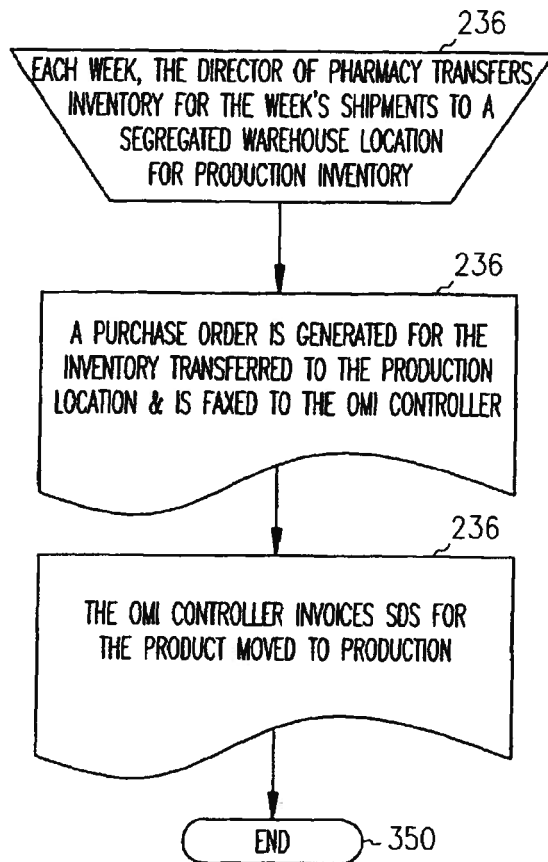 236
EACH WEEK, THE DIRECTOR OF PHARMACY TRANSFERS
INVENTORY FOR THE WEEK'S SHIPMENTS TO A
SEGREGATED WAREHOUSE LOCATION
FOR PRODUCTION INVENTORY
236
A PURCHASE ORDER IS GENERATED FOR THE
INVENTORY TRANSFERRED TO THE PRODUCTION
LOCATION & IS FAXED TO THE OMI CONTROLLER
236
THE OMI CONTROLLER INVOICES SDS FOR
THE PRODUCT MOVED TO PRODUCTION
END
350